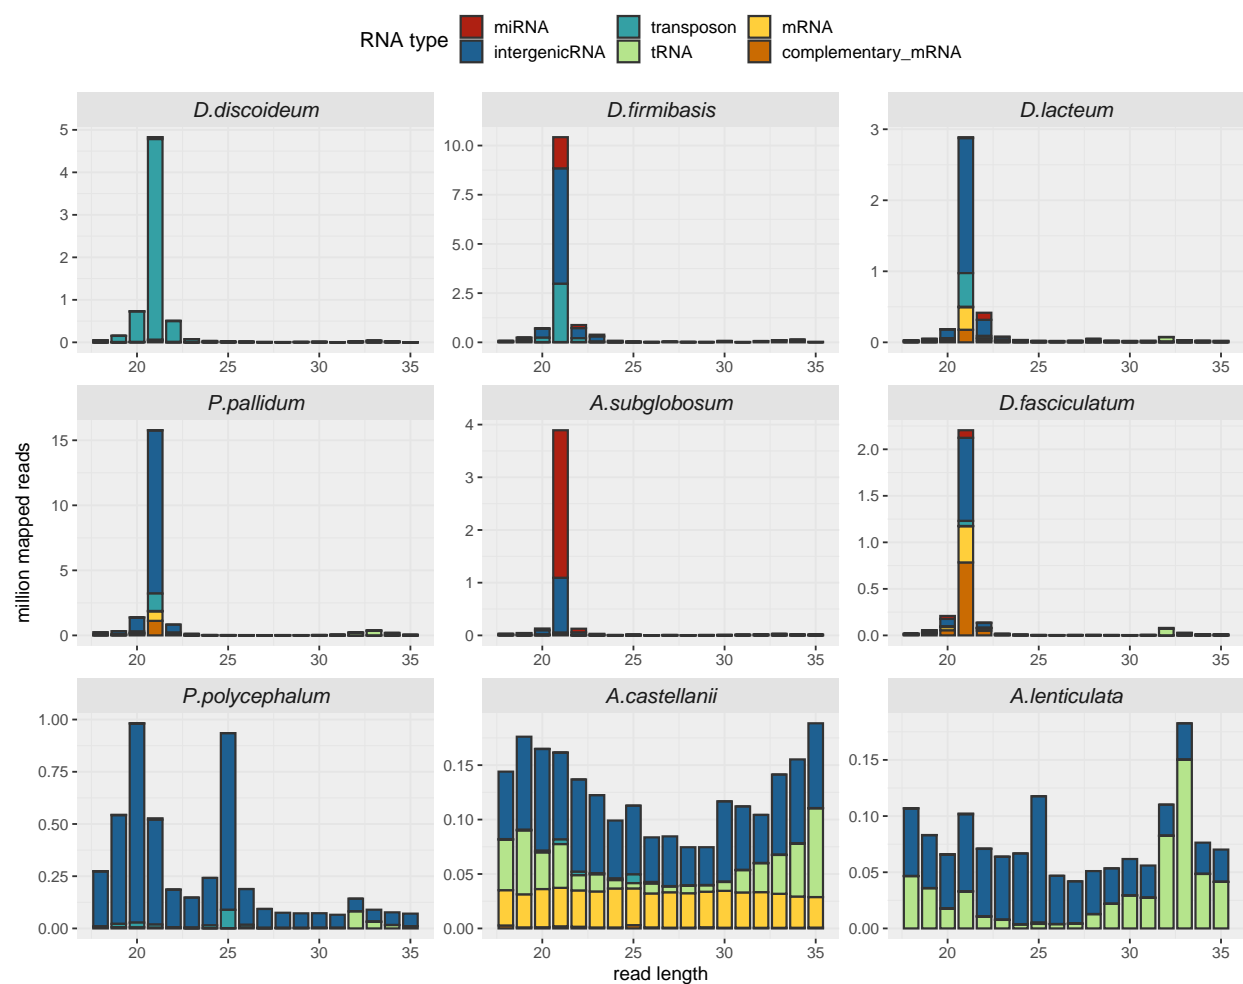 RNA type
miRNA transposon mRNA
intergenicRNA tRNA complementary_mRNA
D.discoideum D.firmibasis D.lacteum
5 4 3 2 1 0
10.0 7.5 5.0 2.5 0.0
3 2 1 0
20 25 30 35 20 25 30 35 20 25 30 35
P.pallidum A.subglobosum D.fasciculatum
million mapped reads
15 10 5 0
4 3 2 1 0
2.0 1.5 1.0 0.5 0.0
20 25 30 35 20 25 30 35 20 25 30 35
P.polycephalum A.castellanii A.lenticulata
1.00 0.75 0.50 0.25 0.00
0.15 0.10 0.05 0.00
0.15 0.10 0.05 0.00
20 25 30 35 20 25 30 35 20 25 30 35
read length